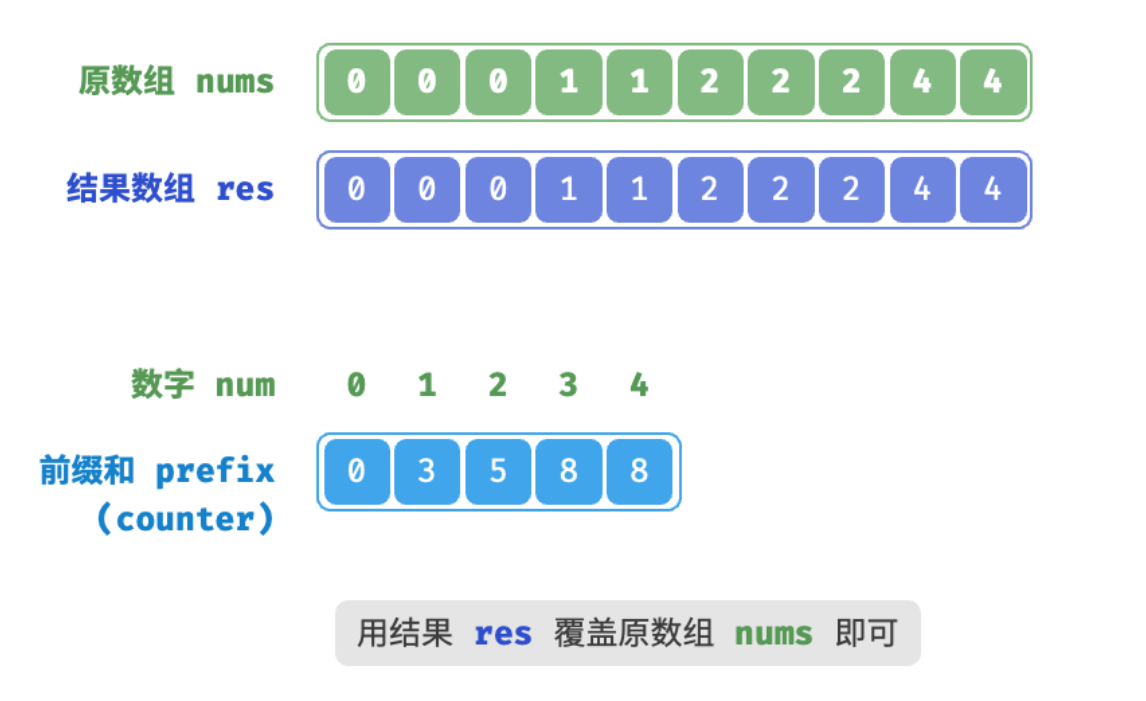 原数组 nums 0 0 0 1 1 2 2 2 4 4
结果数组 res 0 0 0 1 1 2 2 2 4 4
数字 num 0 1 2 3 4
前缀和 prefix 0 3 5 8 8
(counter)
用结果 res 覆盖原数组 nums 即可